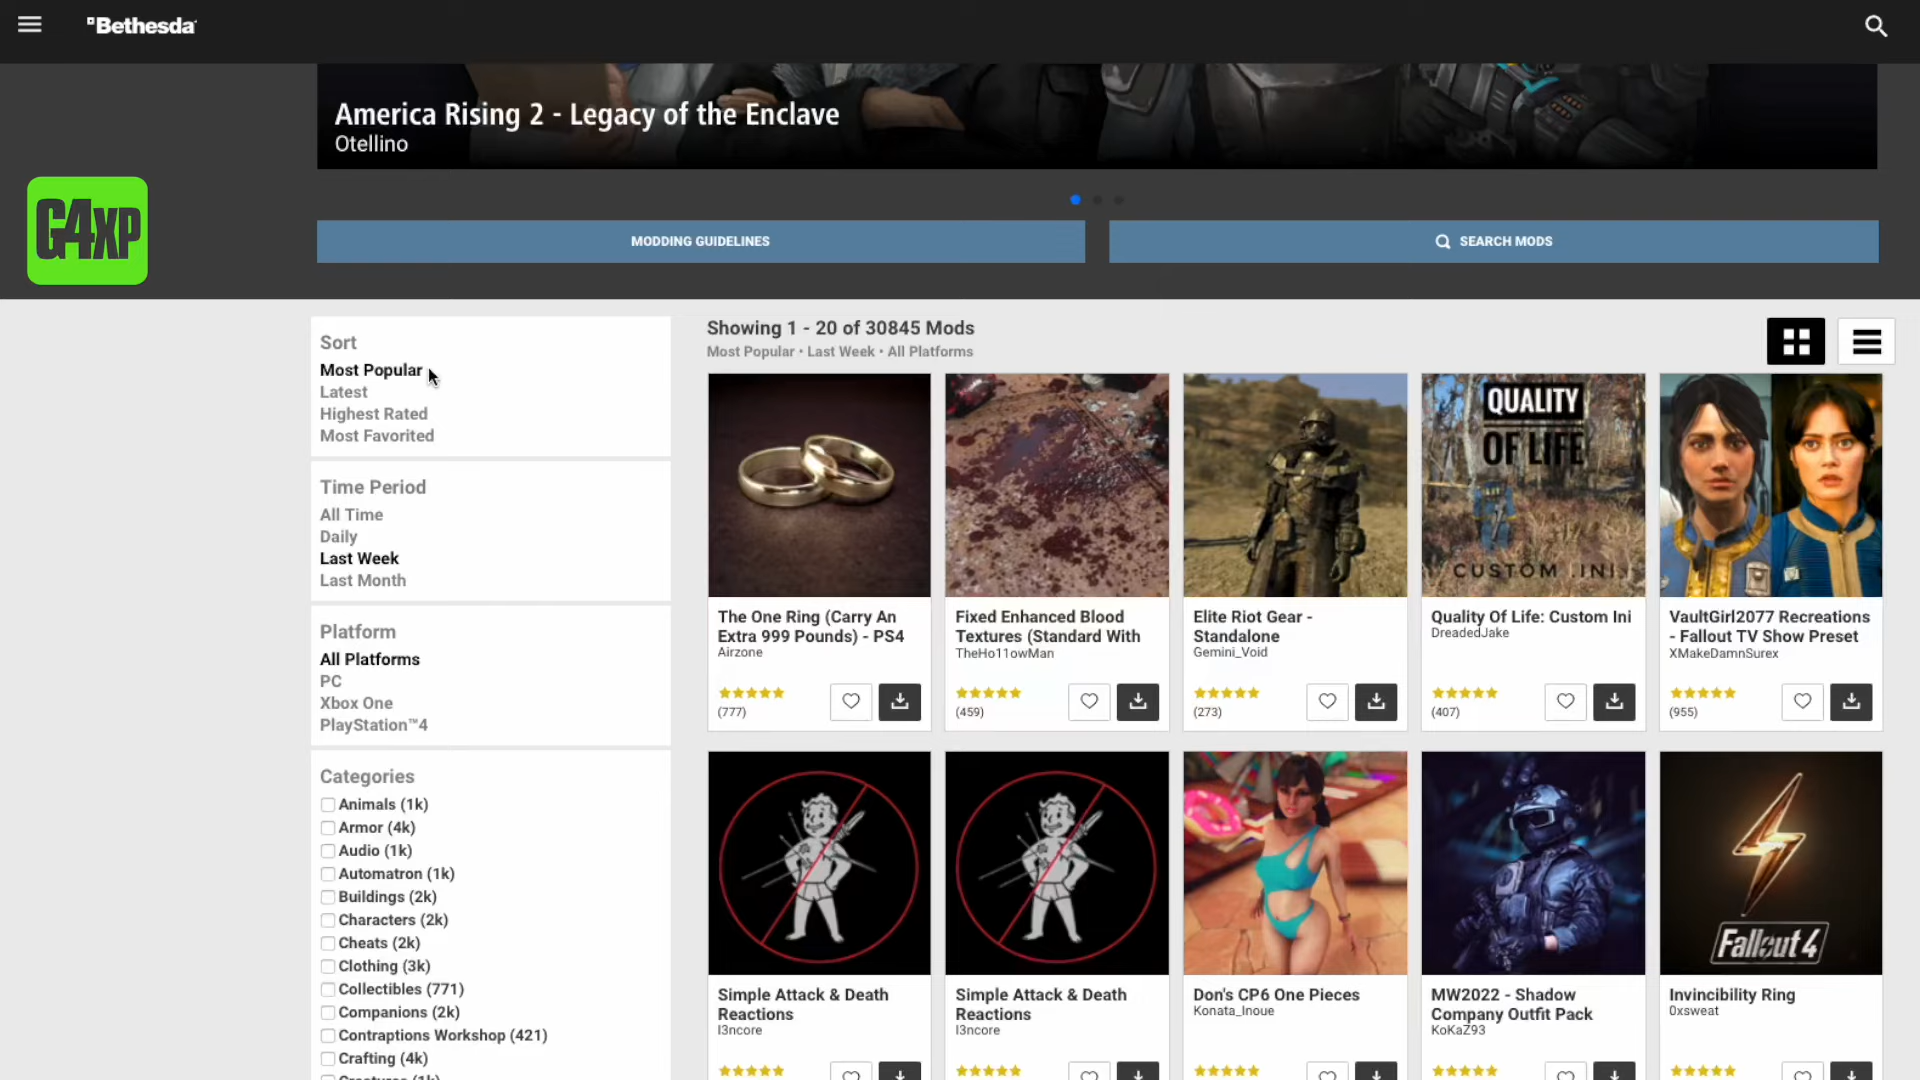 Bethesda
America Rising 2 - Legacy of the Enclave
Otellino
G4XP
MODDING GUIDELINES
SEARCH MODS
Sort
Most Popular
Latest
Highest Rated
Most Favorited
Time Period
All Time
Daily
Last Week
Last Month
Platform
All Platforms
PC
Xbox One
PlayStation™4
Categories
Animals (1k)
Armor (4k)
Audio (1k)
Automatron (1k)
Buildings (2k)
Characters (2k)
Cheats (2k)
Clothing (3k)
Collectibles (771)
Companions (2k)
Contraptions Workshop (421)
Crafting (4k)
Showing 1 - 20 of 30845 Mods
Most Popular • Last Week • All Platforms
The One Ring (Carry An
Extra 999 Pounds) - PS4
Airzone
(777)
Fixed Enhanced Blood
Textures (Standard With
TheHo11owMan
(459)
Elite Riot Gear -
Standalone
Gemini_Void
(273)
QUALITY
OF LIFE
CUSTOM .INI
Quality Of Life: Custom Ini
DreadedJake
(407)
VaultGirl2077 Recreations
- Fallout TV Show Preset
XMakeDamnSurex
(955)
Simple Attack & Death
Reactions
l3ncore
Simple Attack & Death
Reactions
l3ncore
Don's CP6 One Pieces
Konata_Inoue
MW2022 - Shadow
Company Outfit Pack
KoKaZ93
Fallout 4
Invincibility Ring
0xsweat